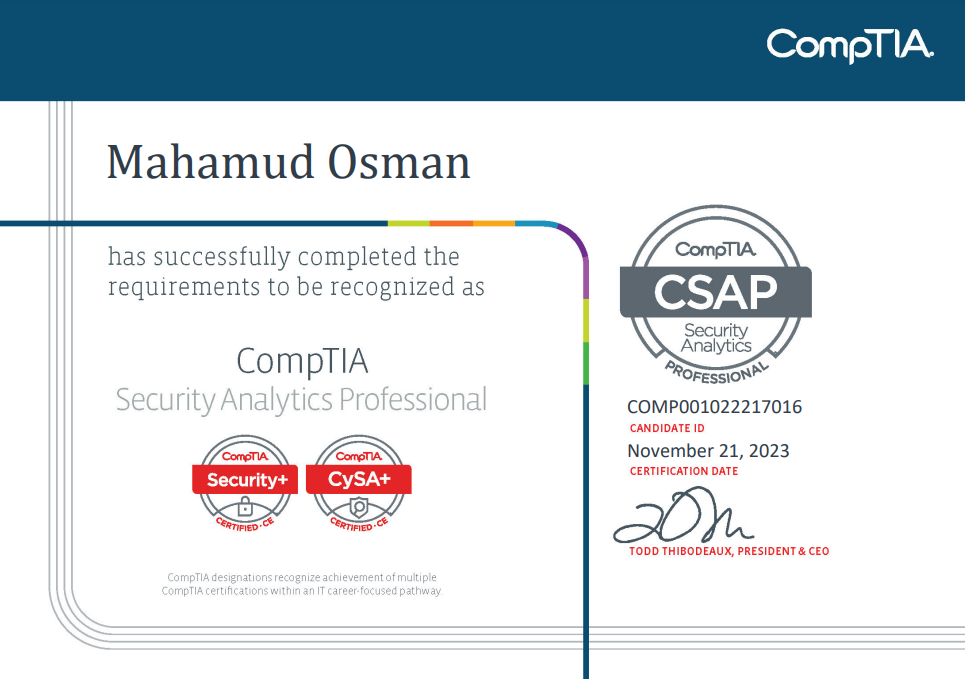 CompTIA.
Mahamud Osman
has successfully completed the
requirements to be recognized as
CompTIA
Security Analytics Professional
CompTIA.
Security+
CERTIFIED • CE
CompTIA.
CySA+
CERTIFIED • CE
CompTIA designations recognize achievement of multiple
CompTIA certifications within an IT career-focused pathway.
CompTIA.
CSAP
Security
Analytics
PROFESSIONAL
COMP001022217016
CANDIDATE ID
November 21, 2023
CERTIFICATION DATE
TODD THIBODEAUX, PRESIDENT & CEO